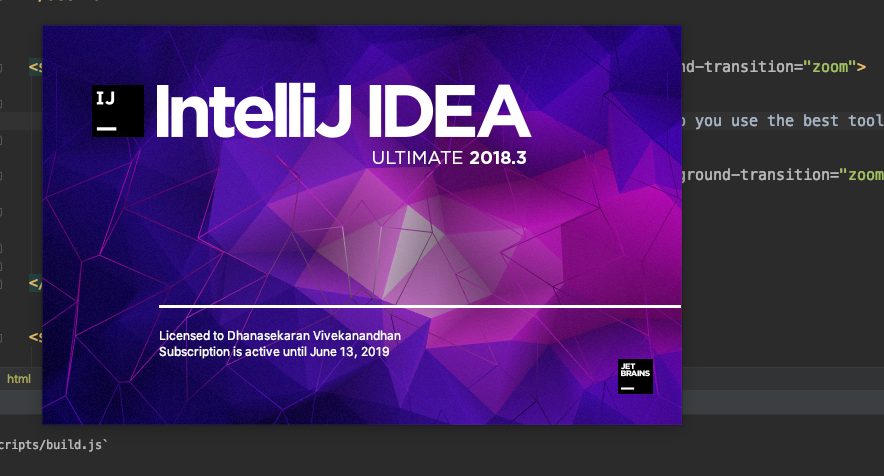 nd-transition="zoom">
IJ
IntelliJ IDEA
you use the best tool
ULTIMATE 2018.3
ground-transition="zoom
</
Licensed to Dhanasekaran Vivekanandhan
Subscription is active until June 13, 2019
JET
BRAINS
html
cripts/build.js`